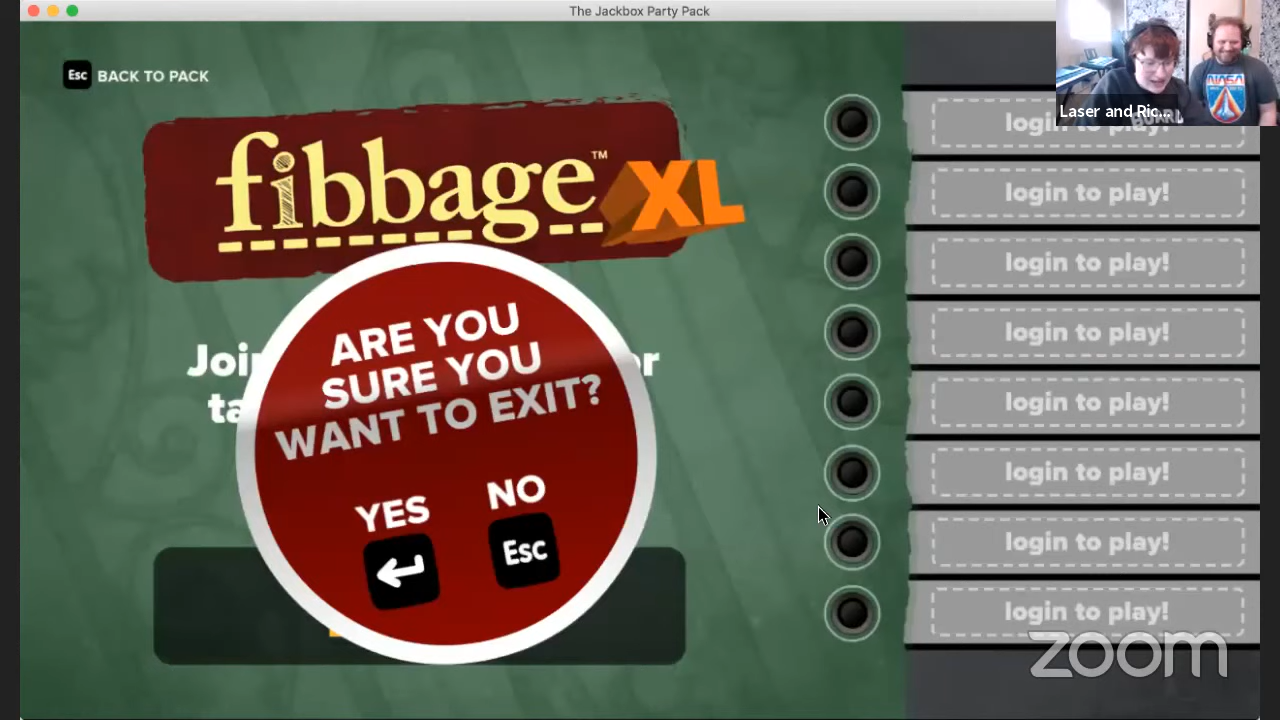 The Jackbox Party Pack
Esc BACK TO PACK
fibbage™ XL
ARE YOU
SURE YOU
WANT TO EXIT?
YES
NO
Esc
login to play!
login to play!
login to play!
login to play!
login to play!
login to play!
login to play!
login to play!
Laser and Ric...
NASA
zoom